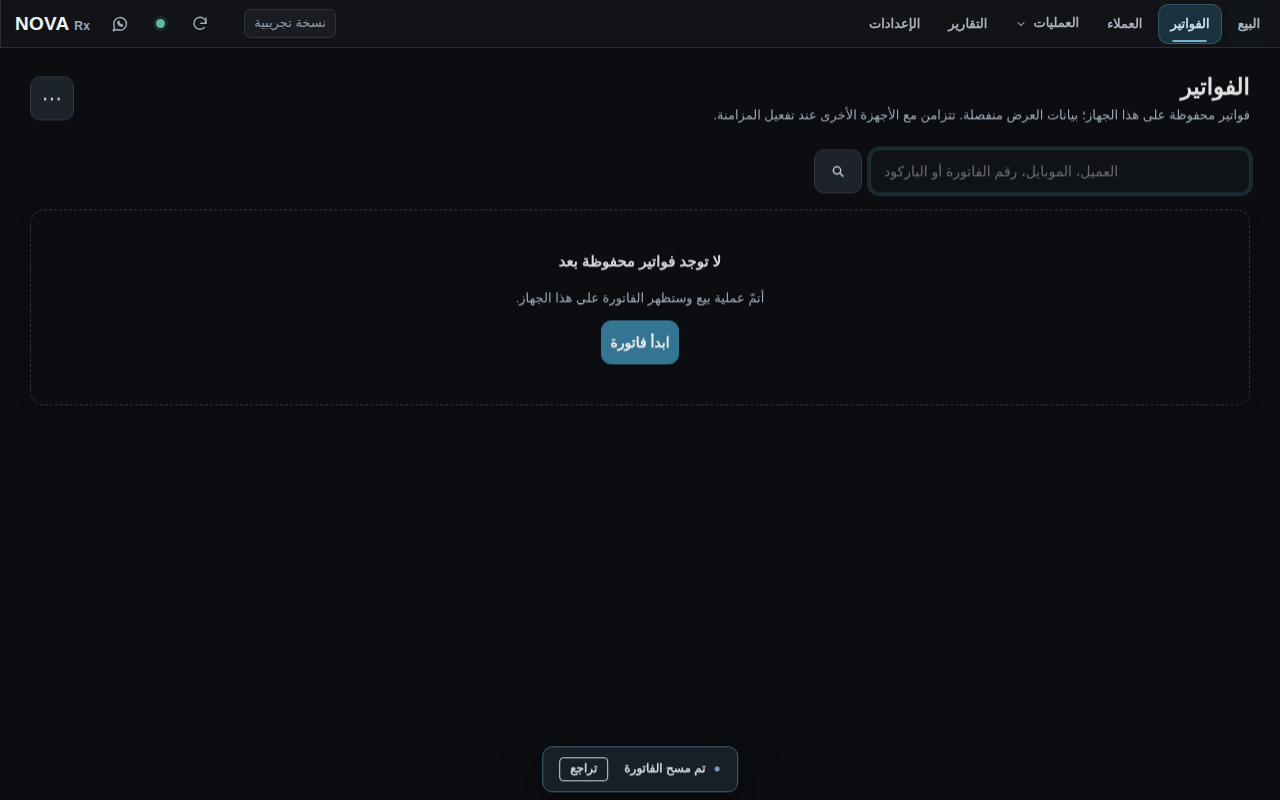 البيع
الفواتير
العملاء
العمليات
التقارير
الإعدادات
نسخة تجريبية
NOVA Rx
الفواتير
فواتير محفوظة على هذا الجهاز؛ بيانات العرض منفصلة. تتزامن مع الأجهزة الأخرى عند تفعيل المزامنة.
...
العميل، الموبايل، رقم الفاتورة أو الباركود
لا توجد فواتير محفوظة بعد
أتمّ عملية بيع وستظهر الفاتورة على هذا الجهاز.
ابدأ فاتورة
تم مسح الفاتورة
تراجع